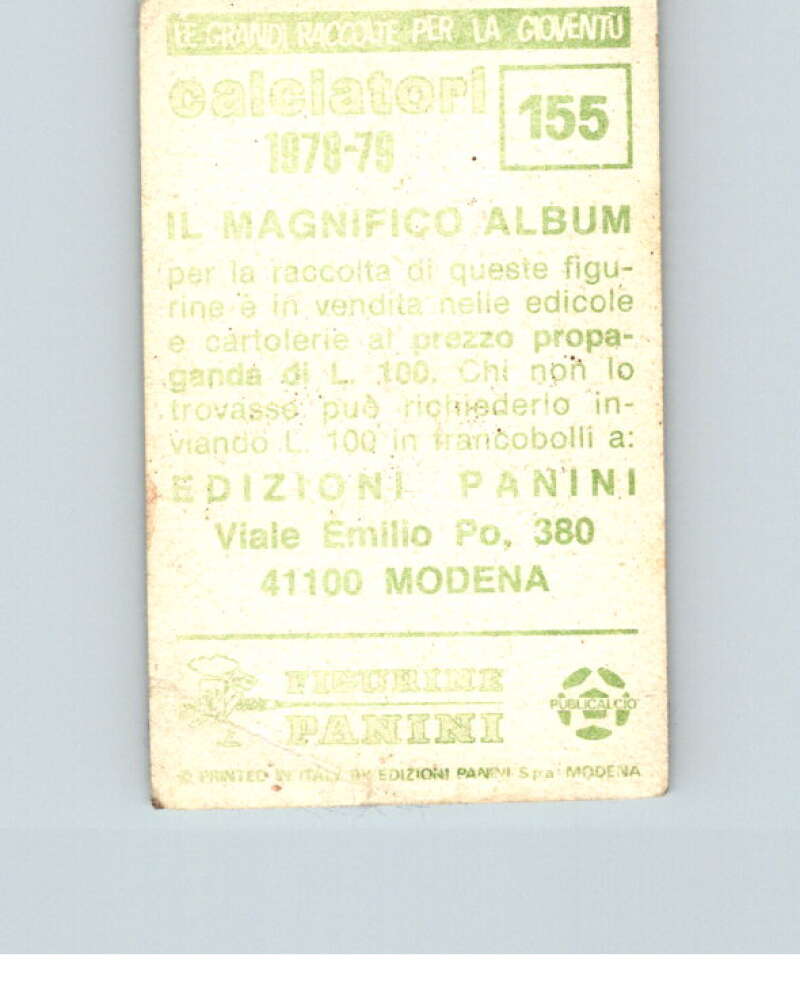 LE GRANDI RACCOLTE PER LA GIOVENTÙ
calciatori
1978-79
155
IL MAGNIFICO ALBUM
per la raccolta di queste figu-
rine è in vendita nelle edicole
e cartolerie al prezzo propa-
ganda di L. 100. Chi non lo
trovasse può richiederlo in-
viando L. 100 in francobolli a:
EDIZIONI PANINI
Viale Emilio Po, 380
41100 MODENA
FIGURINE
PANINI
PUBLICALCIO
© PRINTED IN ITALY BY EDIZIONI PANINI S.p.a. MODENA